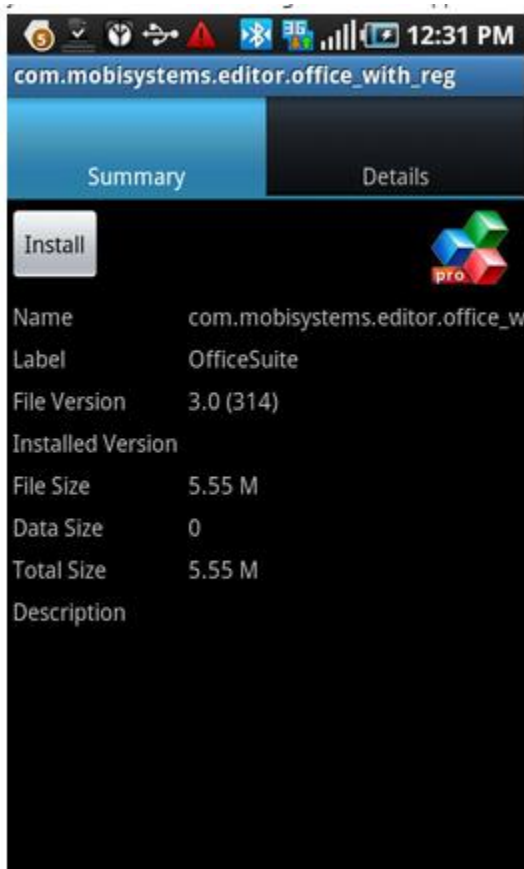 12:31 PM
com.mobisystems.editor.office_with_reg
Summary Details
Install
pro
Name com.mobisystems.editor.office_w
Label OfficeSuite
File Version 3.0 (314)
Installed Version
File Size 5.55 M
Data Size 0
Total Size 5.55 M
Description